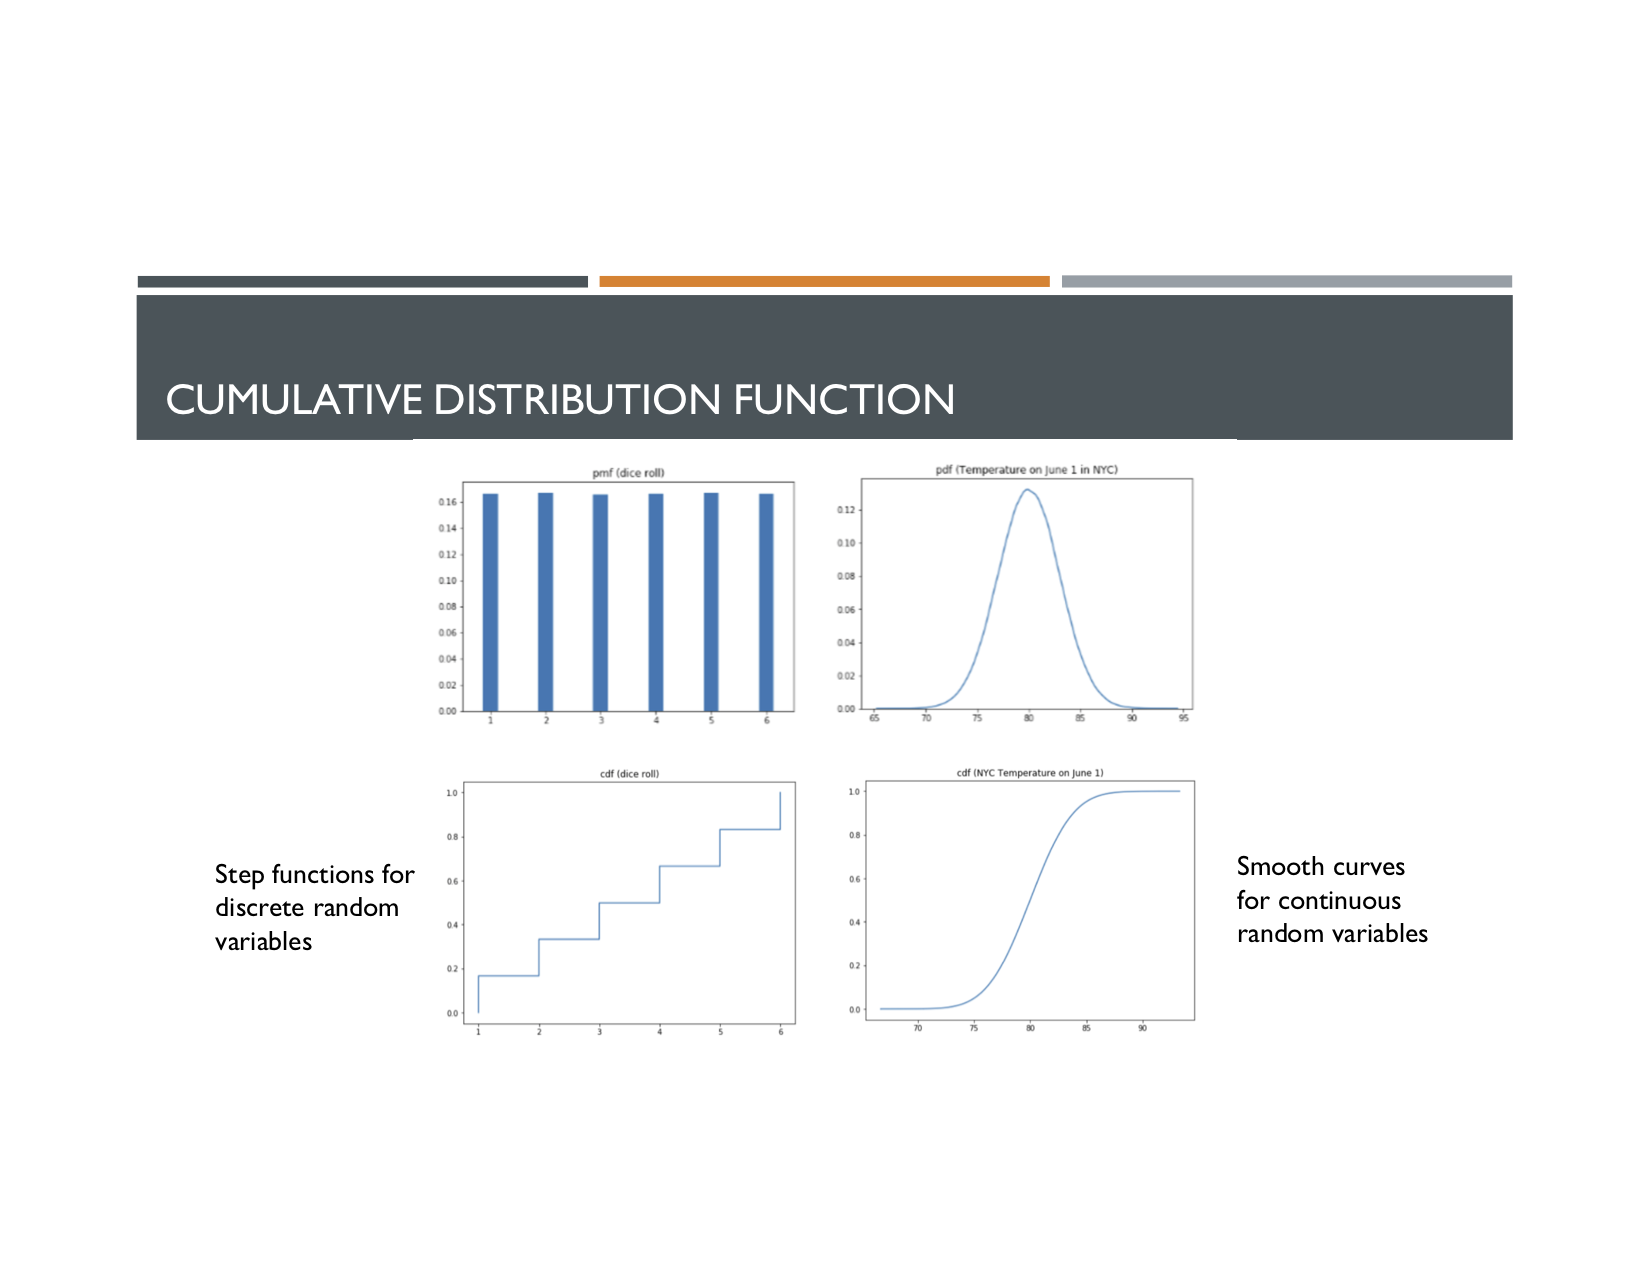 CUMULATIVE DISTRIBUTION FUNCTION
pmf (dice roll)
0.16
0.14
0.12
0.10
0.08
0.06
0.04
0.02
0.00
1 2 3 4 5 6
pdf (Temperature on June 1 in NYC)
0.12
0.10
0.08
0.06
0.04
0.02
0.00
65 70 75 80 85 90 95
Step functions for
discrete random
variables
cdf (dice roll)
1.0
0.8
0.6
0.4
0.2
0.0
1 2 3 4 5 6
cdf (NYC Temperature on June 1)
1.0
0.8
0.6
0.4
0.2
0.0
70 75 80 85 90
Smooth curves
for continuous
random variables